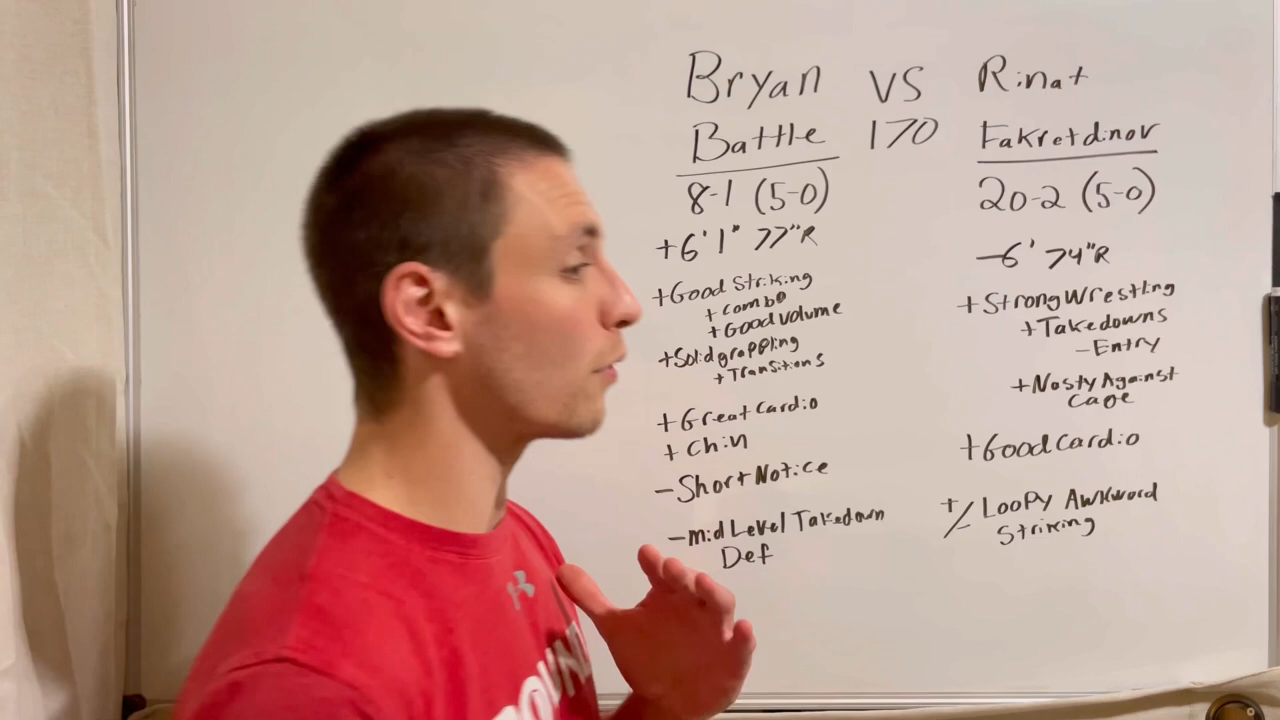 Bryan VS Rinat
Battle 170 Fakretdinov
8-1 (5-0)
+6'1" 77"R
+Good Striking
+combo
+Good Volume
+Solid grappling
+Transitions
+Great Cardio
+Chin
-Short Notice
-mid Level Takedown
Def
20-2 (5-0)
-6' 74"R
+Strong Wrestling
+Takedowns
-Entry
+Nasty Against
Cage
+Good Cardio
+/- Loopy Awkward
Striking